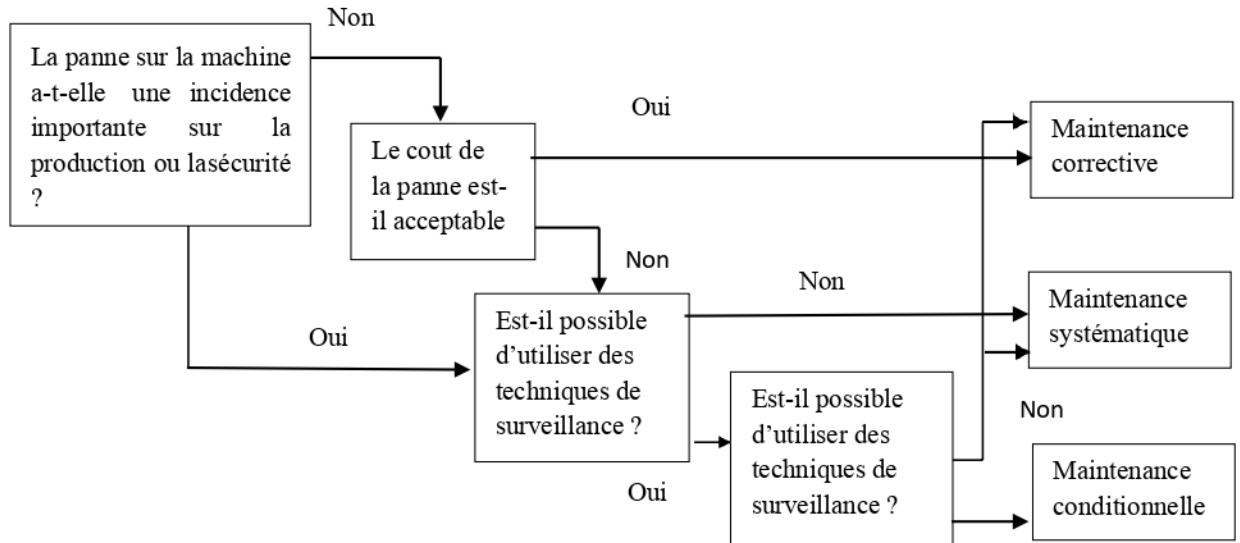 Non
La panne sur la machine
a-t-elle une incidence
importante sur la
production ou lasécurité
?
Oui
Le cout de
la panne est-
il acceptable
Maintenance
corrective
Non
Non
Oui
Est-il possible
d’utiliser des
techniques de
surveillance ?
Maintenance
systématique
Oui
Est-il possible
d’utiliser des
techniques de
surveillance ?
Non
Maintenance
conditionnelle